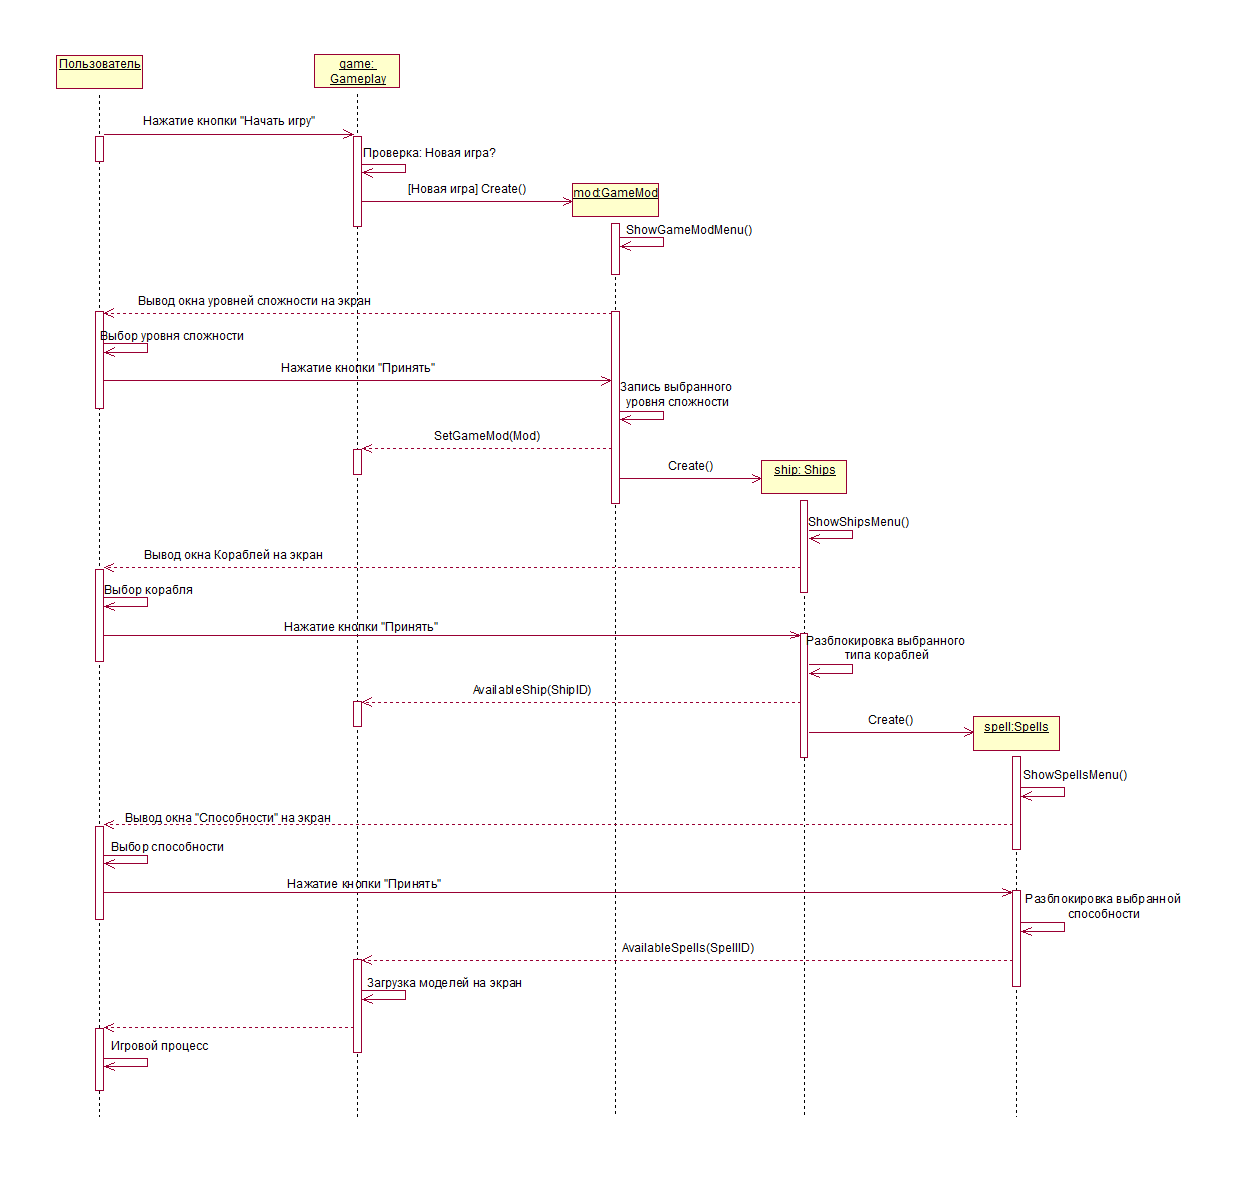 Пользователь
game:
Gameplay
Нажатие кнопки "Начать игру"
Проверка: Новая игра?
[Новая игра] Create()
mod:GameMod
ShowGameModMenu()
Вывод окна уровней сложности на экран
Выбор уровня сложности
Нажатие кнопки "Принять"
Запись выбранного
уровня сложности
SetGameMod(Mod)
Create()
ship: Ships
ShowShipsMenu()
Вывод окна Кораблей на экран
Выбор корабля
Нажатие кнопки "Принять"
Разблокировка выбранного
типа кораблей
AvailableShip(ShipID)
Create()
spell:Spells
ShowSpellsMenu()
Вывод окна "Способности" на экран
Выбор способности
Нажатие кнопки "Принять"
Разблокировка выбранной
способности
AvailableSpells(SpellID)
Загрузка моделей на экран
Игровой процесс